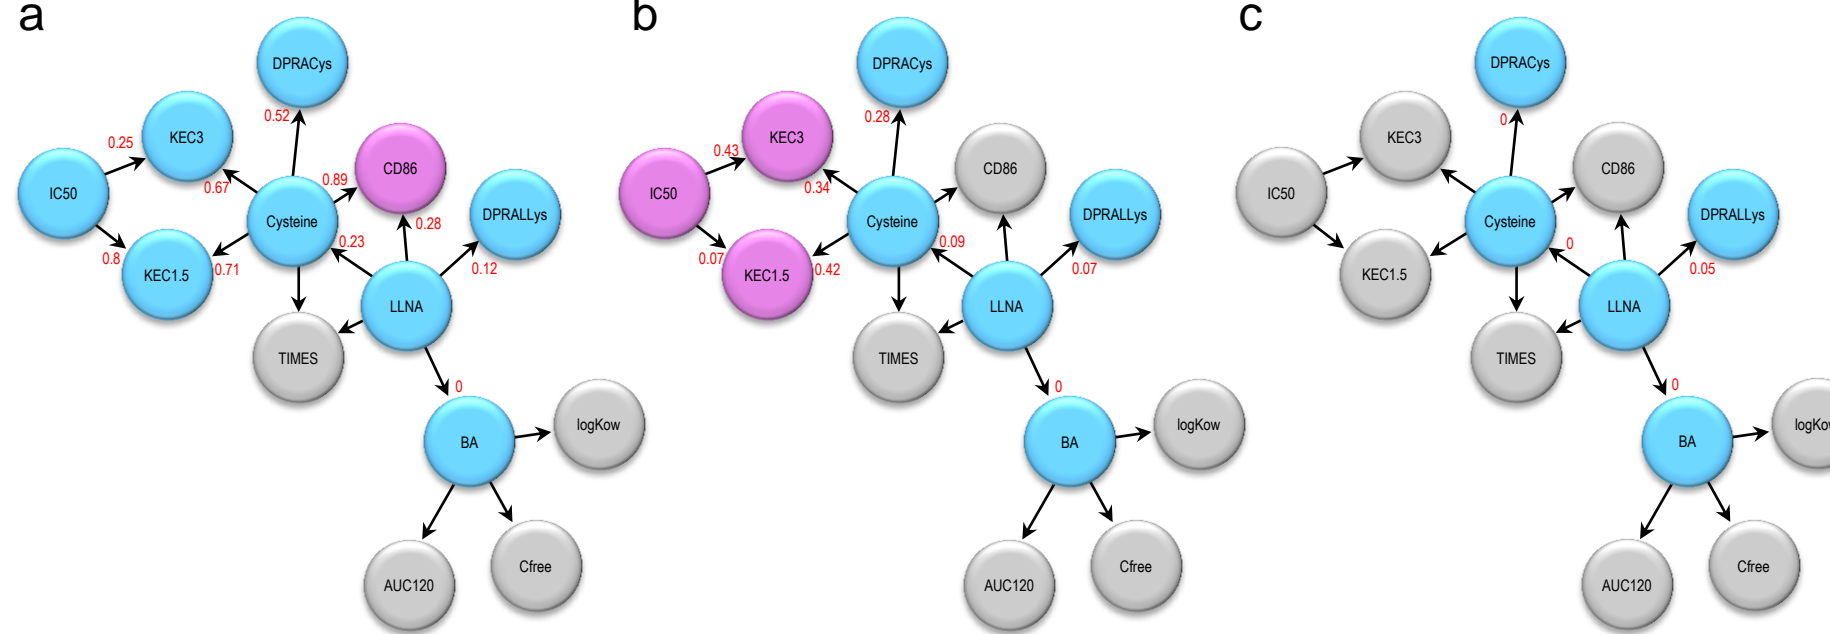 a
DPRACys
0.52
KEC3
0.25
0.67
IC50
0.8
CD86
0.89
0.28
Cysteine
0.23
DPRALLys
0.12
KEC1.5
0.71
LLNA
TIMES
0
BA
logKow
AUC120
Cfree
b
DPRACys
0.28
KEC3
0.43
0.34
IC50
0.07
CD86
Cysteine
0.09
DPRALLys
0.07
KEC1.5
0.42
LLNA
TIMES
0
BA
logKow
AUC120
Cfree
c
DPRACys
0
KEC3
IC50
CD86
Cysteine
0
DPRALLys
0.05
KEC1.5
LLNA
TIMES
0
BA
logKo
AUC120
Cfree